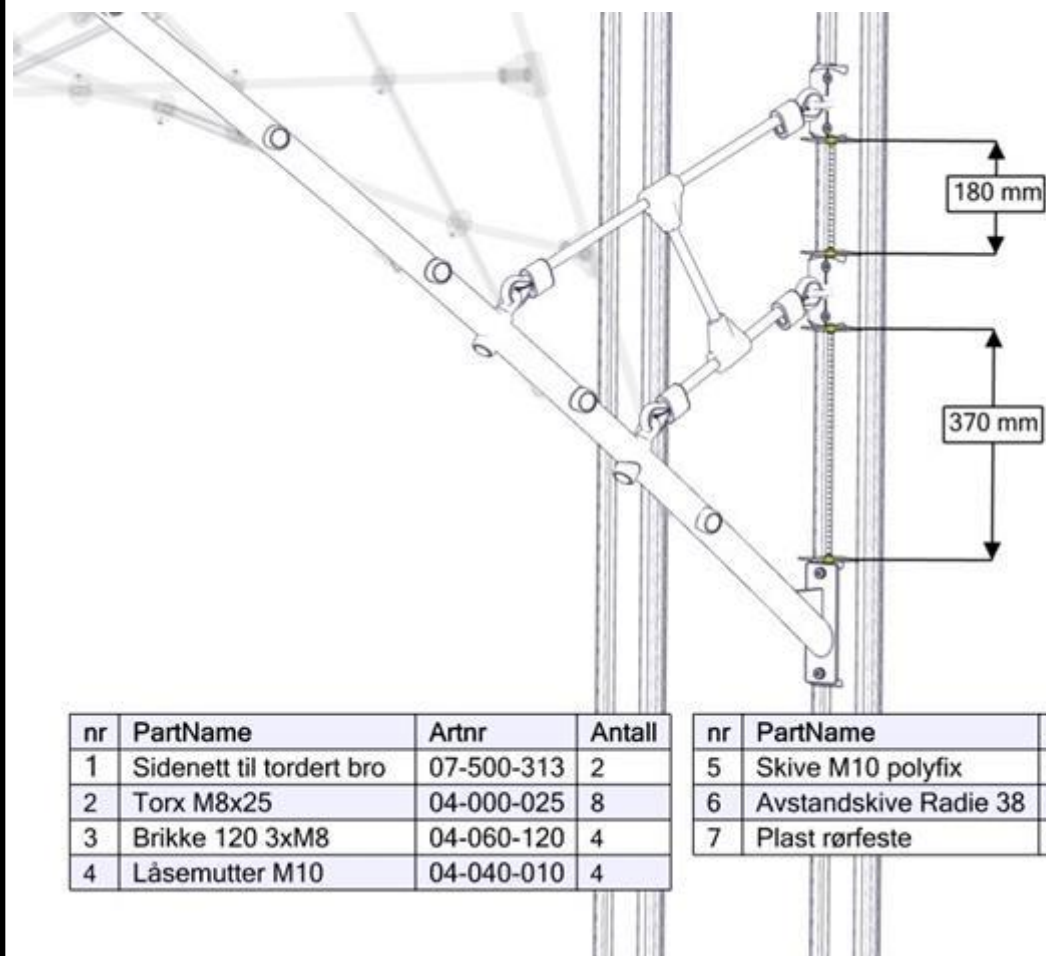 180 mm
370 mm
nr PartName Artnr Antall
1 Sidenett til tordert bro 07-500-313 2
2 Torx M8x25 04-000-025 8
3 Brikke 120 3xM8 04-060-120 4
4 Låsemutter M10 04-040-010 4
nr PartName
5 Skive M10 polyfix
6 Avstandskive Radie 38
7 Plast rørfeste